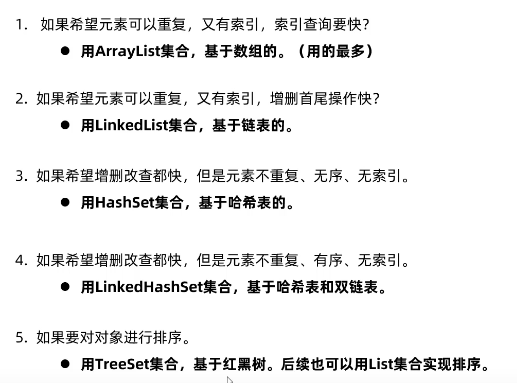 1. 如果希望元素可以重复，又有索引，索引查询要快？
● 用ArrayList集合，基于数组的。（用的最多）
2. 如果希望元素可以重复，又有索引，增删首尾操作快？
● 用LinkedList集合，基于链表的。
3. 如果希望增删改查都快，但是元素不重复、无序、无索引。
● 用HashSet集合，基于哈希表的。
4. 如果希望增删改查都快，但是元素不重复、有序、无索引。
● 用LinkedHashSet集合，基于哈希表和双链表。
5. 如果要对对象进行排序。
● 用TreeSet集合，基于红黑树。后续也可以用List集合实现排序。